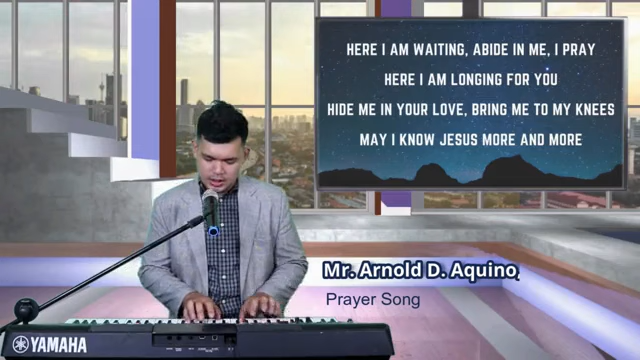 HERE I AM WAITING, ABIDE IN ME, I PRAY
HERE I AM LONGING FOR YOU
HIDE ME IN YOUR LOVE, BRING ME TO MY KNEES
MAY I KNOW JESUS MORE AND MORE
Mr. Arnold D. Aquino,
Prayer Song
YAMAHA